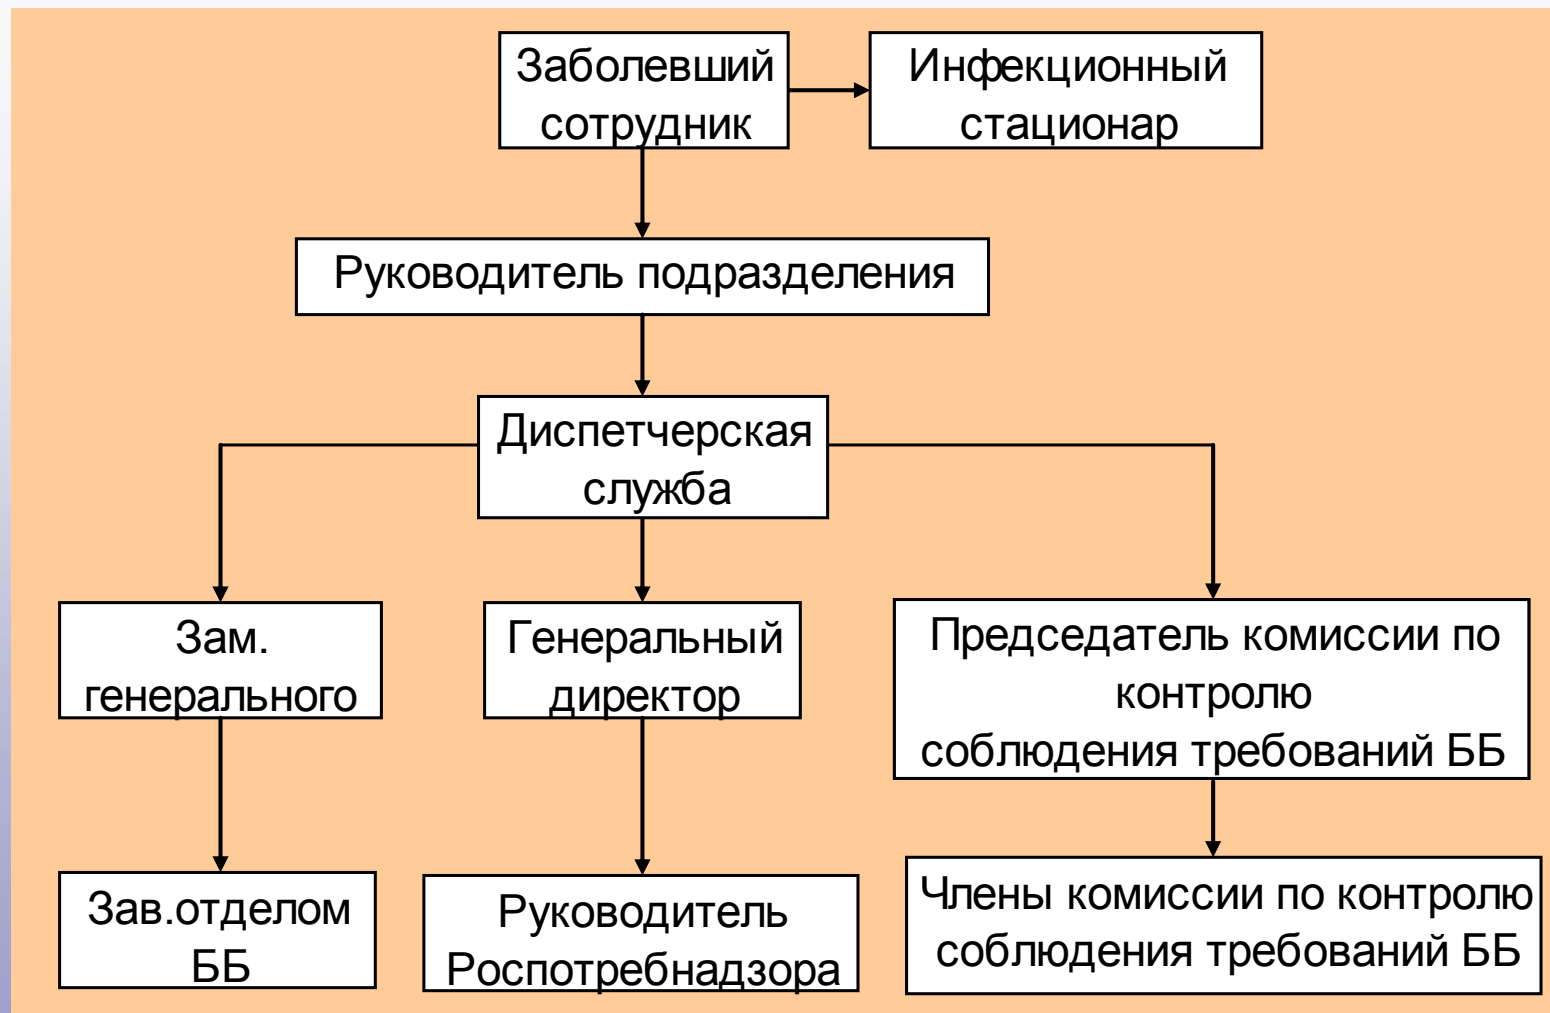 Заболевший
сотрудник
Инфекционный
стационар
Руководитель подразделения
Диспетчерская
служба
Зам.
генерального
Генеральный
директор
Председатель комиссии по
контролю
соблюдения требований ББ
Зав.отделом
ББ
Руководитель
Роспотребнадзора
Члены комиссии по контролю
соблюдения требований ББ